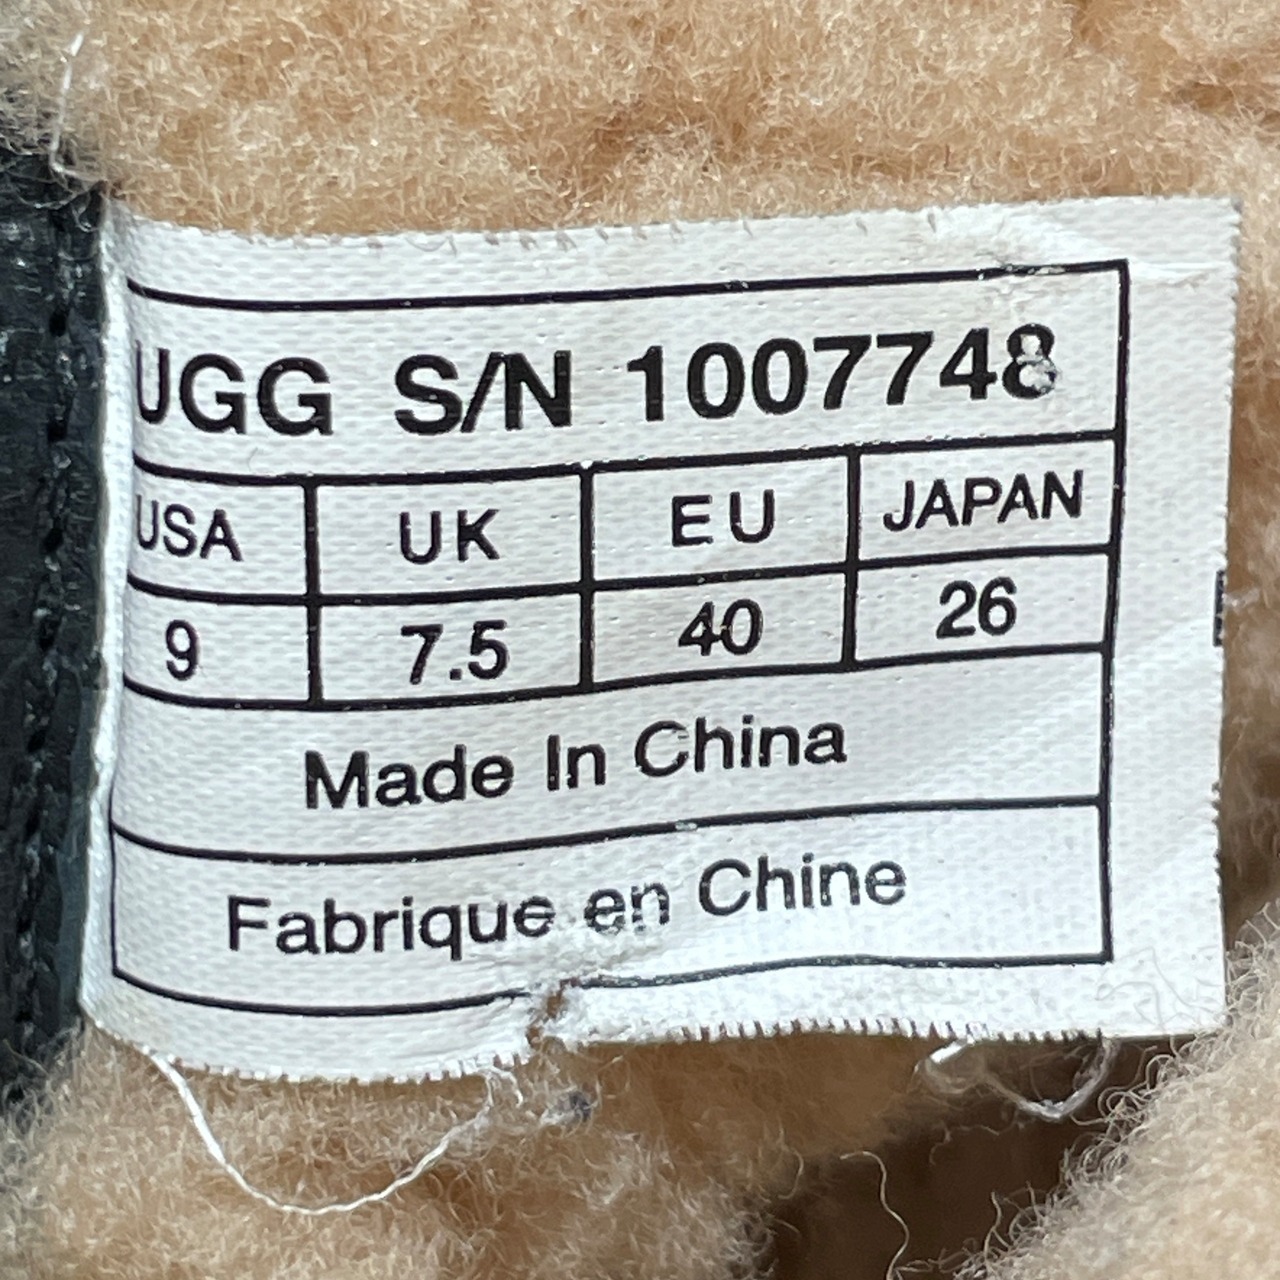 UGG S/N 1007748
USA UK EU JAPAN
9 7.5 40 26
Made In China
Fabrique en Chine